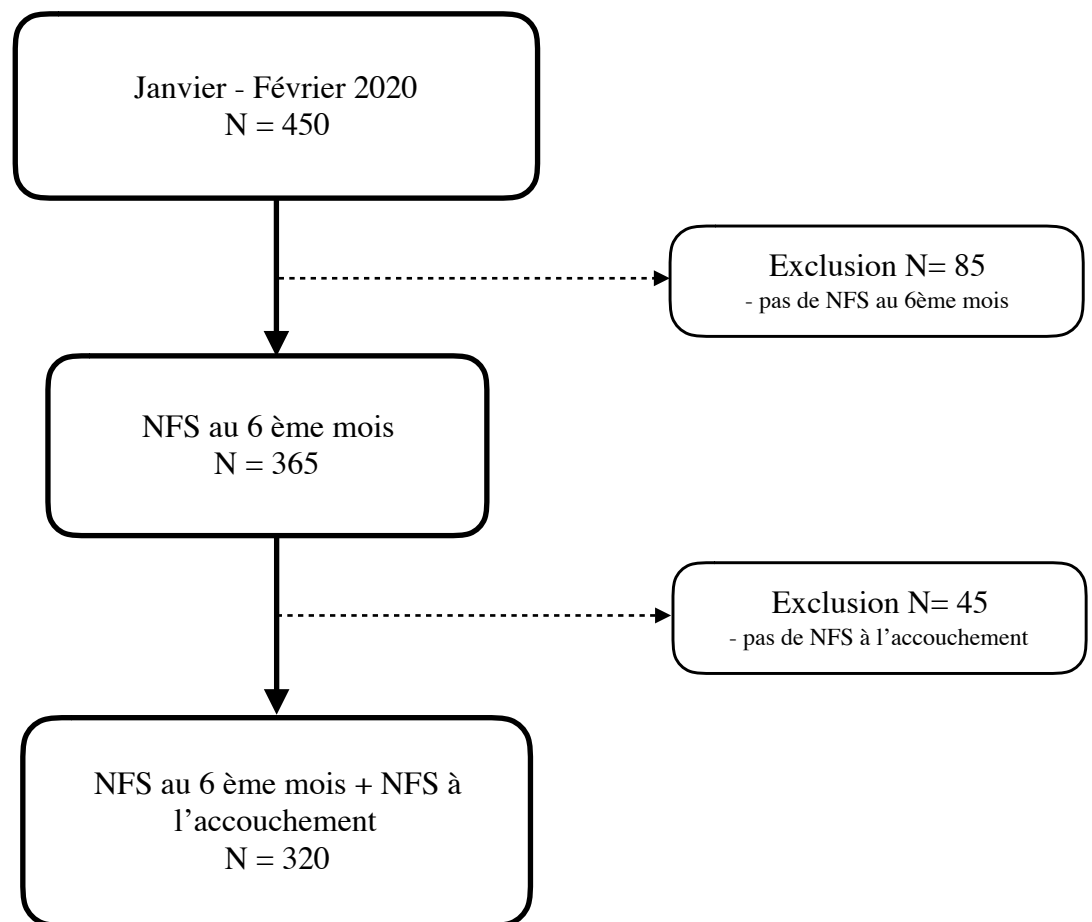 Janvier - Février 2020
N = 450
Exclusion N= 85
- pas de NFS au 6ème mois
NFS au 6 ème mois
N = 365
Exclusion N= 45
- pas de NFS à l’accouchement
NFS au 6 ème mois + NFS à
l’accouchement
N = 320